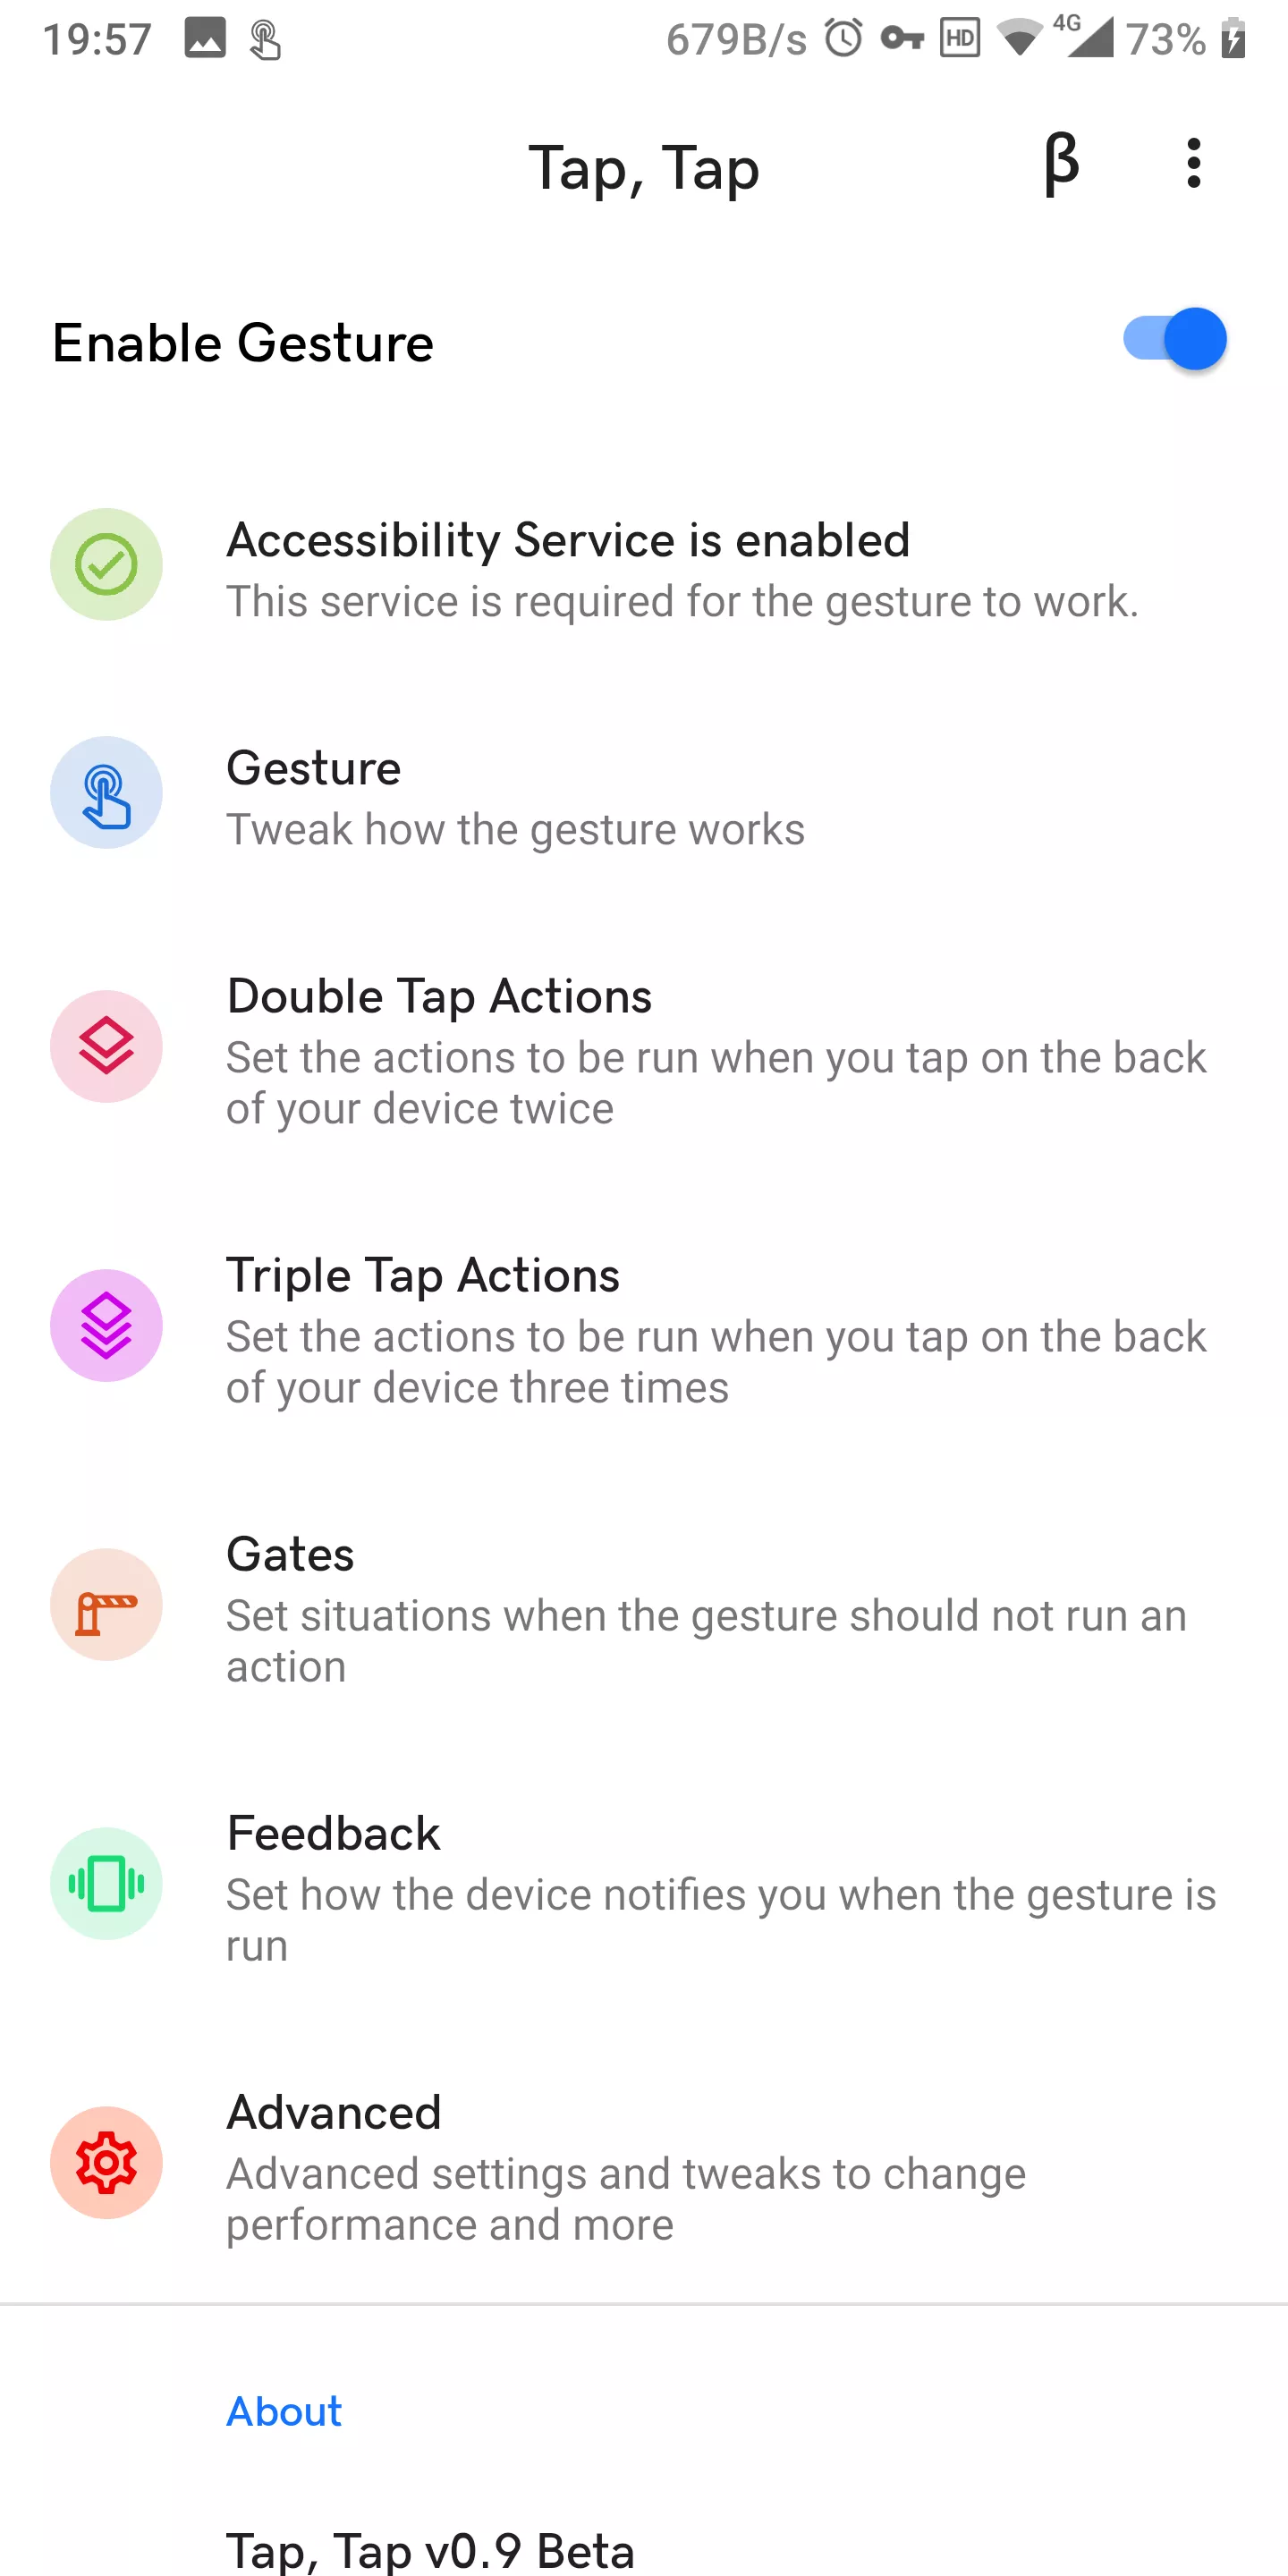 19:57 679B/s HD 4G 73%
Tap, Tap β
Enable Gesture
Accessibility Service is enabled
This service is required for the gesture to work.
Gesture
Tweak how the gesture works
Double Tap Actions
Set the actions to be run when you tap on the back
of your device twice
Triple Tap Actions
Set the actions to be run when you tap on the back
of your device three times
Gates
Set situations when the gesture should not run an
action
Feedback
Set how the device notifies you when the gesture is
run
Advanced
Advanced settings and tweaks to change
performance and more
About
Tap, Tap v0.9 Beta